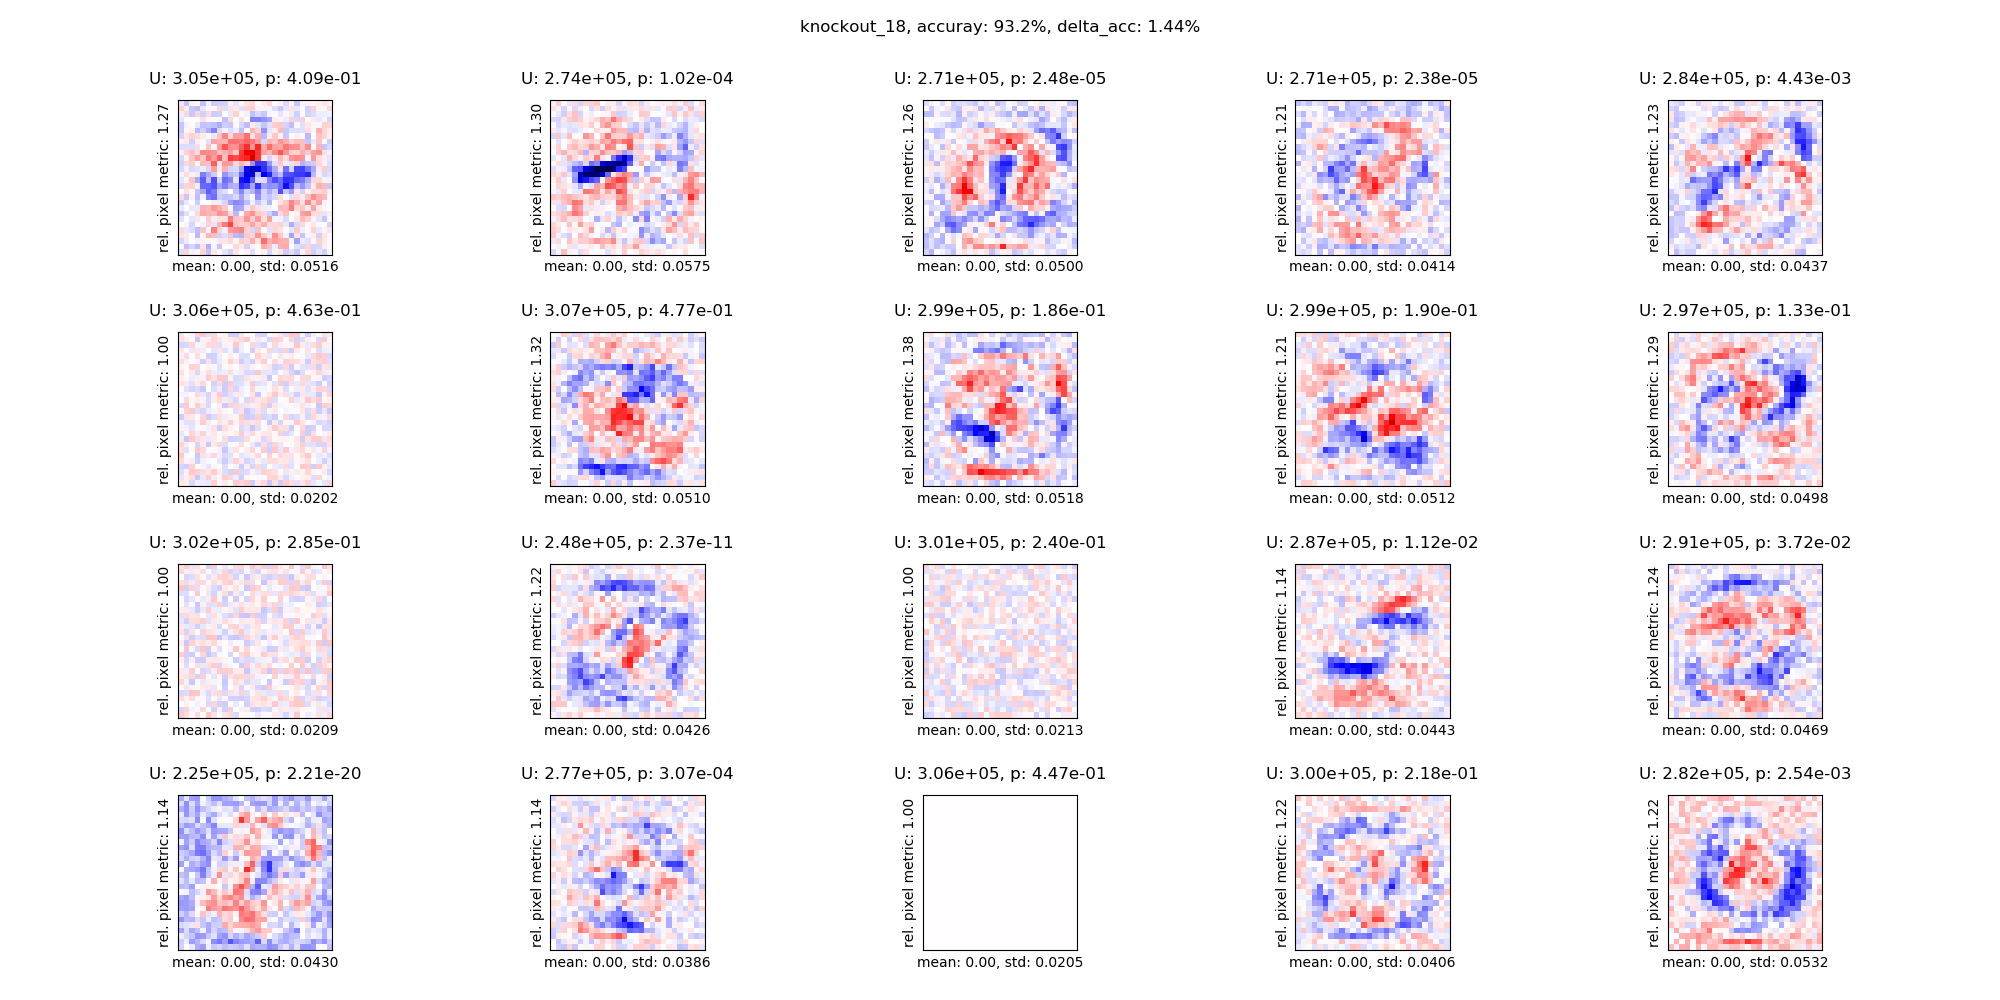 knockout_18, accuray: 93.2%, delta_acc: 1.44%
U: 3.05e+05, p: 4.09e-01
rel. pixel metric: 1.27
mean: 0.00, std: 0.0516
U: 2.74e+05, p: 1.02e-04
rel. pixel metric: 1.30
mean: 0.00, std: 0.0575
U: 2.71e+05, p: 2.48e-05
rel. pixel metric: 1.26
mean: 0.00, std: 0.0500
U: 2.71e+05, p: 2.38e-05
rel. pixel metric: 1.21
mean: 0.00, std: 0.0414
U: 2.84e+05, p: 4.43e-03
rel. pixel metric: 1.23
mean: 0.00, std: 0.0437
U: 3.06e+05, p: 4.63e-01
rel. pixel metric: 1.00
mean: 0.00, std: 0.0202
U: 3.07e+05, p: 4.77e-01
rel. pixel metric: 1.32
mean: 0.00, std: 0.0510
U: 2.99e+05, p: 1.86e-01
rel. pixel metric: 1.38
mean: 0.00, std: 0.0518
U: 2.99e+05, p: 1.90e-01
rel. pixel metric: 1.21
mean: 0.00, std: 0.0512
U: 2.97e+05, p: 1.33e-01
rel. pixel metric: 1.29
mean: 0.00, std: 0.0498
U: 3.02e+05, p: 2.85e-01
rel. pixel metric: 1.00
mean: 0.00, std: 0.0209
U: 2.48e+05, p: 2.37e-11
rel. pixel metric: 1.22
mean: 0.00, std: 0.0426
U: 3.01e+05, p: 2.40e-01
rel. pixel metric: 1.00
mean: 0.00, std: 0.0213
U: 2.87e+05, p: 1.12e-02
rel. pixel metric: 1.14
mean: 0.00, std: 0.0443
U: 2.91e+05, p: 3.72e-02
rel. pixel metric: 1.24
mean: 0.00, std: 0.0469
U: 2.25e+05, p: 2.21e-20
rel. pixel metric: 1.14
mean: 0.00, std: 0.0430
U: 2.77e+05, p: 3.07e-04
rel. pixel metric: 1.14
mean: 0.00, std: 0.0386
U: 3.06e+05, p: 4.47e-01
rel. pixel metric: 1.00
mean: 0.00, std: 0.0205
U: 3.00e+05, p: 2.18e-01
rel. pixel metric: 1.22
mean: 0.00, std: 0.0406
U: 2.82e+05, p: 2.54e-03
rel. pixel metric: 1.22
mean: 0.00, std: 0.0532